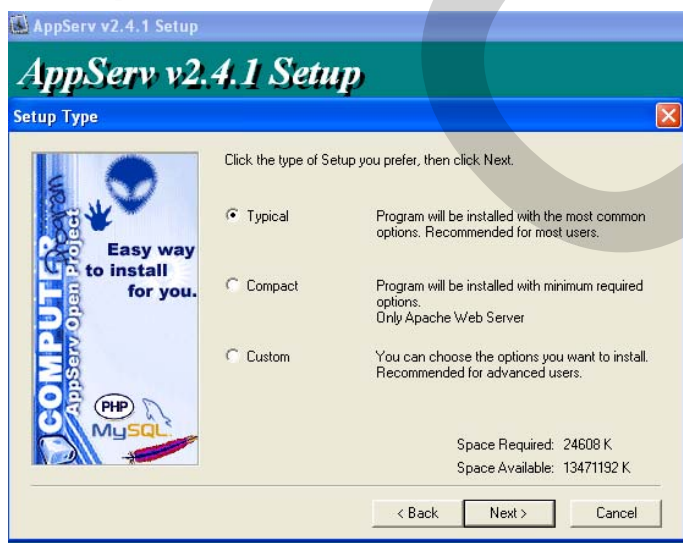 AppServ v2.4.1 Setup
AppServ v2.4.1 Setup
Setup Type
Click the type of Setup you prefer, then click Next.
Typical
Program will be installed with the most common
options. Recommended for most users.
Compact
Program will be installed with minimum required
options.
Only Apache Web Server
Custom
You can choose the options you want to install.
Recommended for advanced users.
COMPUTER
Program
AppServ Open Project
Easy way
to install
for you.
PHP
MySQL
Space Required: 24608 K
Space Available: 13471192 K
< Back
Next >
Cancel